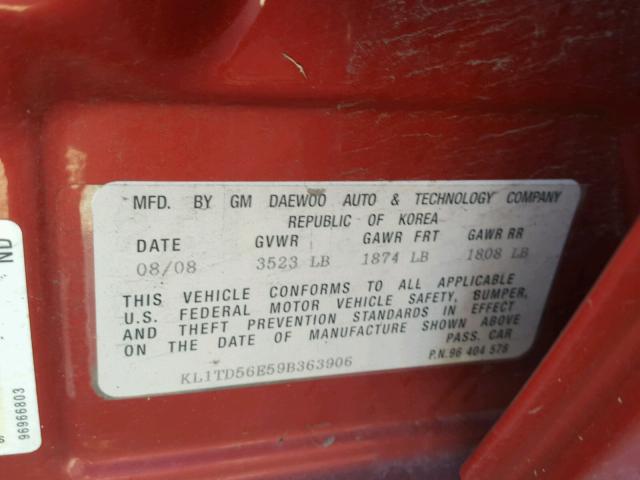 MFD. BY GM DAEWOO AUTO & TECHNOLOGY COMPANY
REPUBLIC OF KOREA
DATE GVWR GAWR FRT GAWR RR
08/08 3523 LB 1874 LB 1808 LB
THIS VEHICLE CONFORMS TO ALL APPLICABLE
U.S. FEDERAL MOTOR VEHICLE SAFETY, BUMPER,
AND THEFT PREVENTION STANDARDS IN EFFECT
ON THE DATE OF MANUFACTURE SHOWN ABOVE
PASS. CAR
P.N.96 404 578
KL1TD56E59B363906
ND
96966803
S